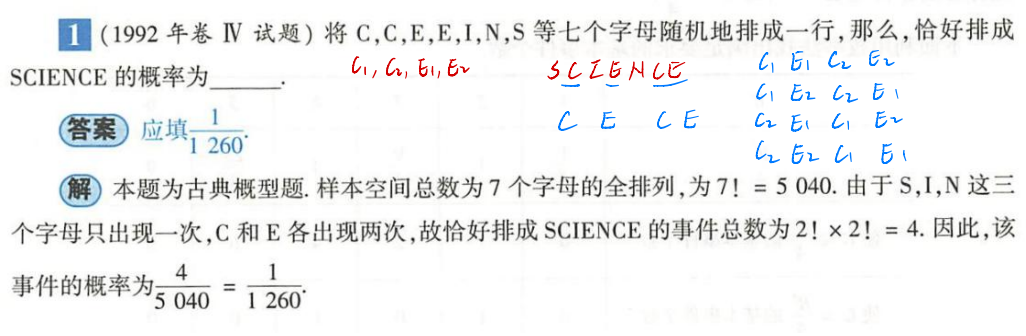 1 (1992 年卷 Ⅳ 试题) 将 C,C,E,E,I,N,S 等七个字母随机地排成一行,那么,恰好排成
SCIENCE 的概率为______.
C₁, C₂, E₁, E₂
SCIENCE
C E C E
C₁ E₁ C₂ E₂
C₁ E₂ C₂ E₁
C₂ E₁ C₁ E₂
C₂ E₂ C₁ E₁
答案 应填 1/1 260.
解 本题为古典概型题. 样本空间总数为 7 个字母的全排列,为 7! = 5 040. 由于 S,I,N 这三
个字母只出现一次,C 和 E 各出现两次,故恰好排成 SCIENCE 的事件总数为 2! × 2! = 4. 因此,该
事件的概率为 4/5 040 = 1/1 260.